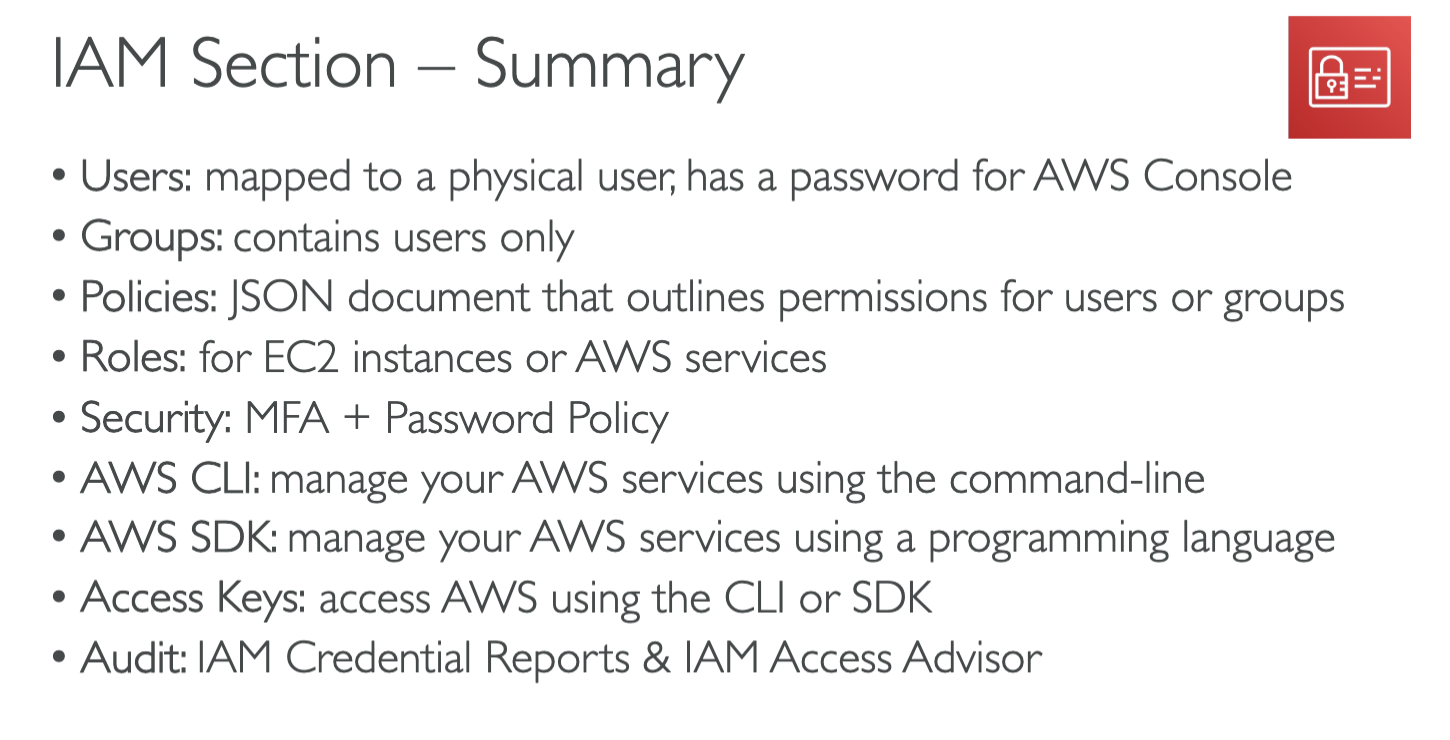 IAM Section – Summary
• Users: mapped to a physical user, has a password for AWS Console
• Groups: contains users only
• Policies: JSON document that outlines permissions for users or groups
• Roles: for EC2 instances or AWS services
• Security: MFA + Password Policy
• AWS CLI: manage your AWS services using the command-line
• AWS SDK: manage your AWS services using a programming language
• Access Keys: access AWS using the CLI or SDK
• Audit: IAM Credential Reports & IAM Access Advisor